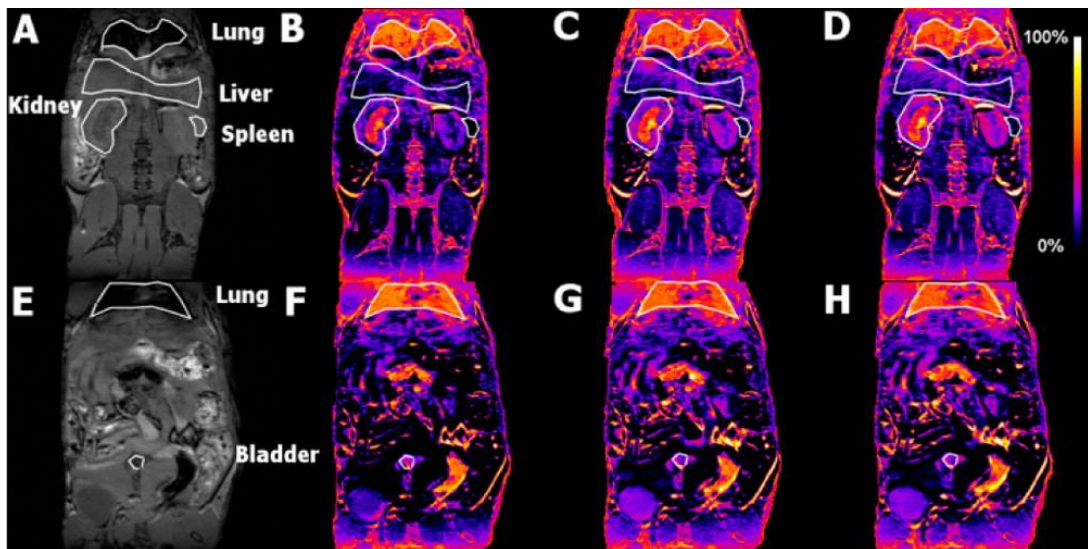 A
Lung
B
C
D
100%
Liver
Kidney
Spleen
0%
E
Lung
F
G
H
Bladder